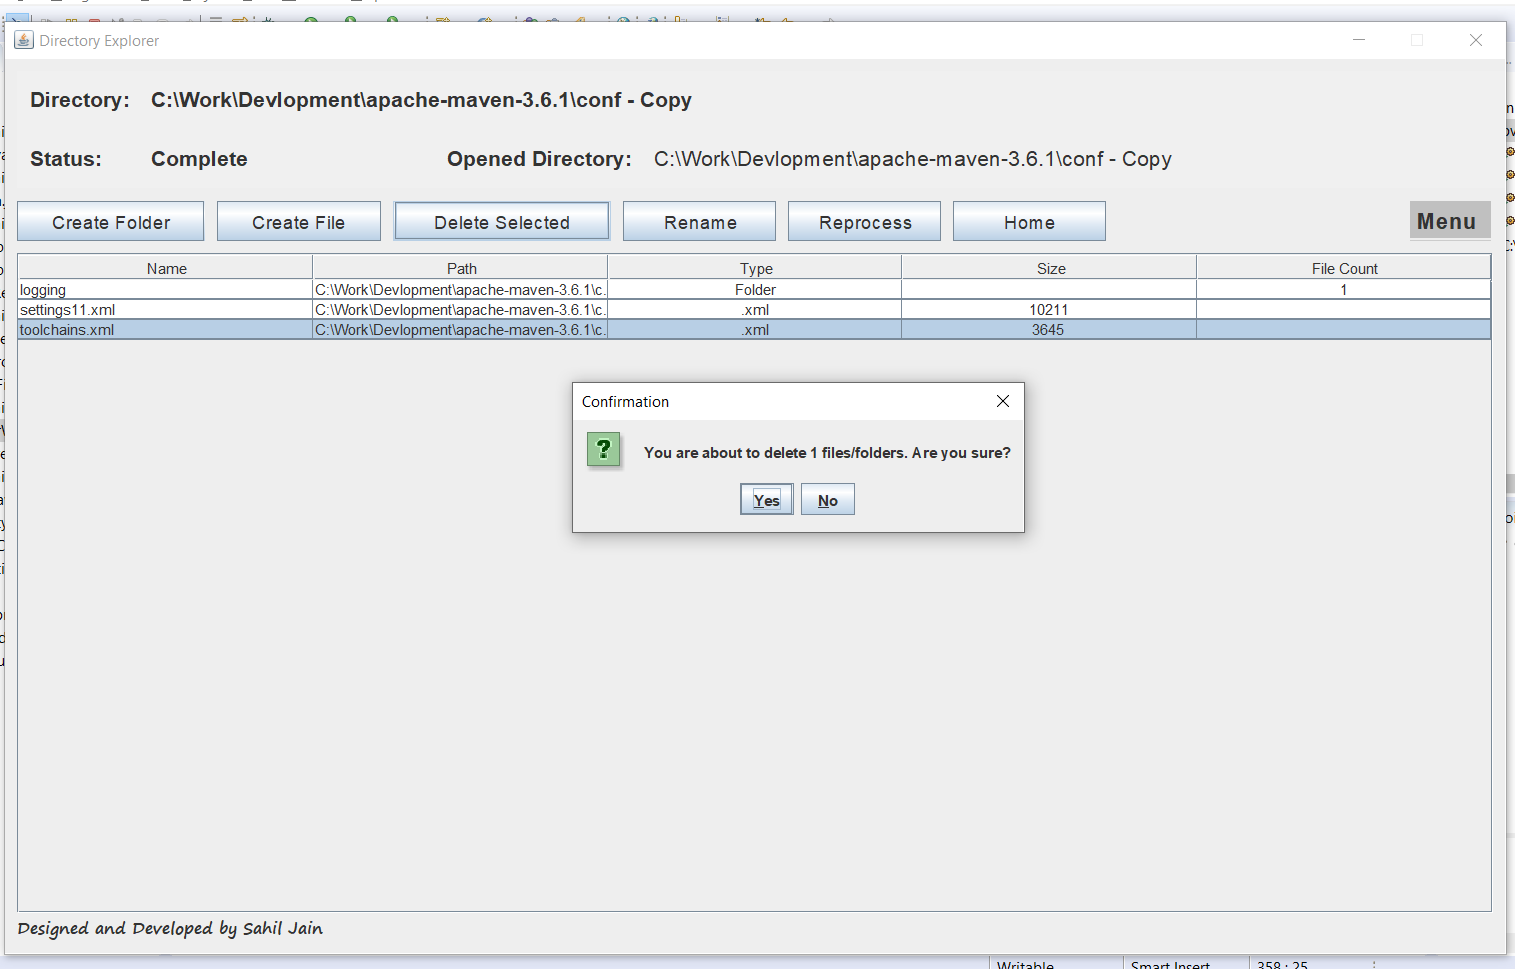 Directory Explorer
Directory: C:\Work\Devlopment\apache-maven-3.6.1\conf - Copy
Status: Complete Opened Directory: C:\Work\Devlopment\apache-maven-3.6.1\conf - Copy
Create Folder Create File Delete Selected Rename Reprocess Home Menu
Name Path Type Size File Count
logging C:\Work\Devlopment\apache-maven-3.6.1\c. Folder 1
settings11.xml C:\Work\Devlopment\apache-maven-3.6.1\c. .xml 10211
toolchains.xml C:\Work\Devlopment\apache-maven-3.6.1\c. .xml 3645
Confirmation
You are about to delete 1 files/folders. Are you sure?
Yes No
Designed and Developed by Sahil Jain
Writable Smart Insert 358 : 25